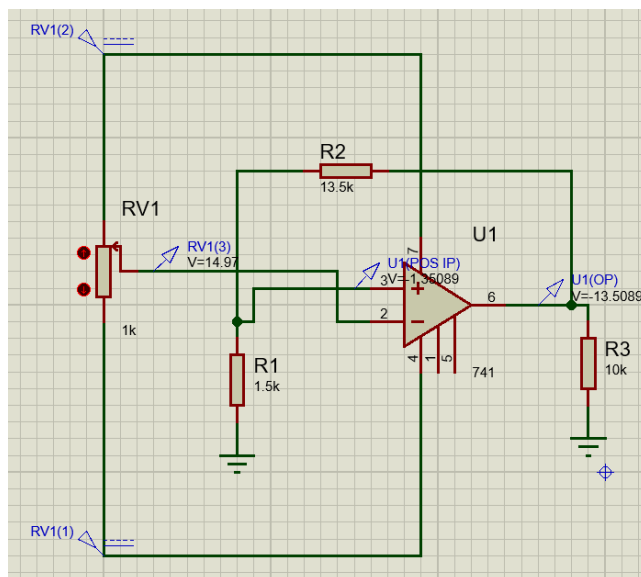 RV1(2)
R2
13.5k
RV1
U1
RV1(3)
V=14.97
7
U1(POS IP)
V=-1.35089
3
6
U1(OP)
V=-13.5089
2
1k
4
1
5
741
R1
1.5k
R3
10k
RV1(1)